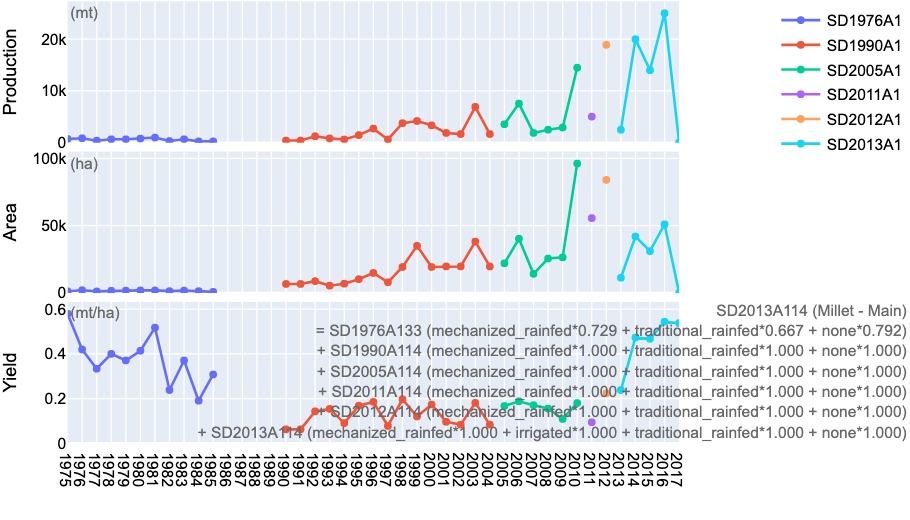 (mt)
Production
20k
10k
0
SD1976A1
SD1990A1
SD2005A1
SD2011A1
SD2012A1
SD2013A1
(ha)
Area
100k
50k
0
(mt/ha)
Yield
0.6
0.4
0.2
0
SD2013A114 (Millet - Main)
= SD1976A133 (mechanized_rainfed*0.729 + traditional_rainfed*0.667 + none*0.792)
+ SD1990A114 (mechanized_rainfed*1.000 + traditional_rainfed*1.000 + none*1.000)
+ SD2005A114 (mechanized_rainfed*1.000 + traditional_rainfed*1.000 + none*1.000)
+ SD2011A114 (mechanized_rainfed*1.000 + traditional_rainfed*1.000 + none*1.000)
+ SD2012A114 (mechanized_rainfed*1.000 + traditional_rainfed*1.000 + none*1.000)
+ SD2013A114 (mechanized_rainfed*1.000 + irrigated*1.000 + traditional_rainfed*1.000 + none*1.000)
1975
1976
1977
1978
1979
1980
1981
1982
1983
1984
1985
1986
1987
1988
1989
1990
1991
1992
1993
1994
1995
1996
1997
1998
1999
2000
2001
2002
2003
2004
2005
2006
2007
2008
2009
2010
2011
2012
2013
2014
2015
2016
2017